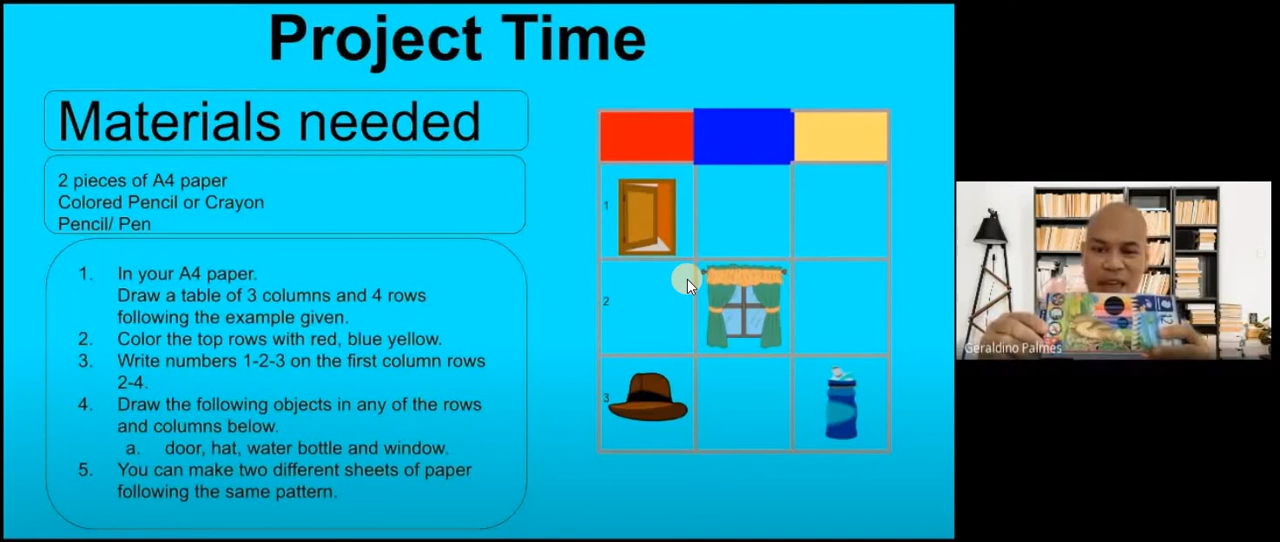 Project Time
Materials needed
2 pieces of A4 paper
Colored Pencil or Crayon
Pencil/ Pen
1. In your A4 paper.
Draw a table of 3 columns and 4 rows
following the example given.
2. Color the top rows with red, blue yellow.
3. Write numbers 1-2-3 on the first column rows
2-4.
4. Draw the following objects in any of the rows
and columns below.
a. door, hat, water bottle and window.
5. You can make two different sheets of paper
following the same pattern.
1
2
3
Geraldino Palmes
12